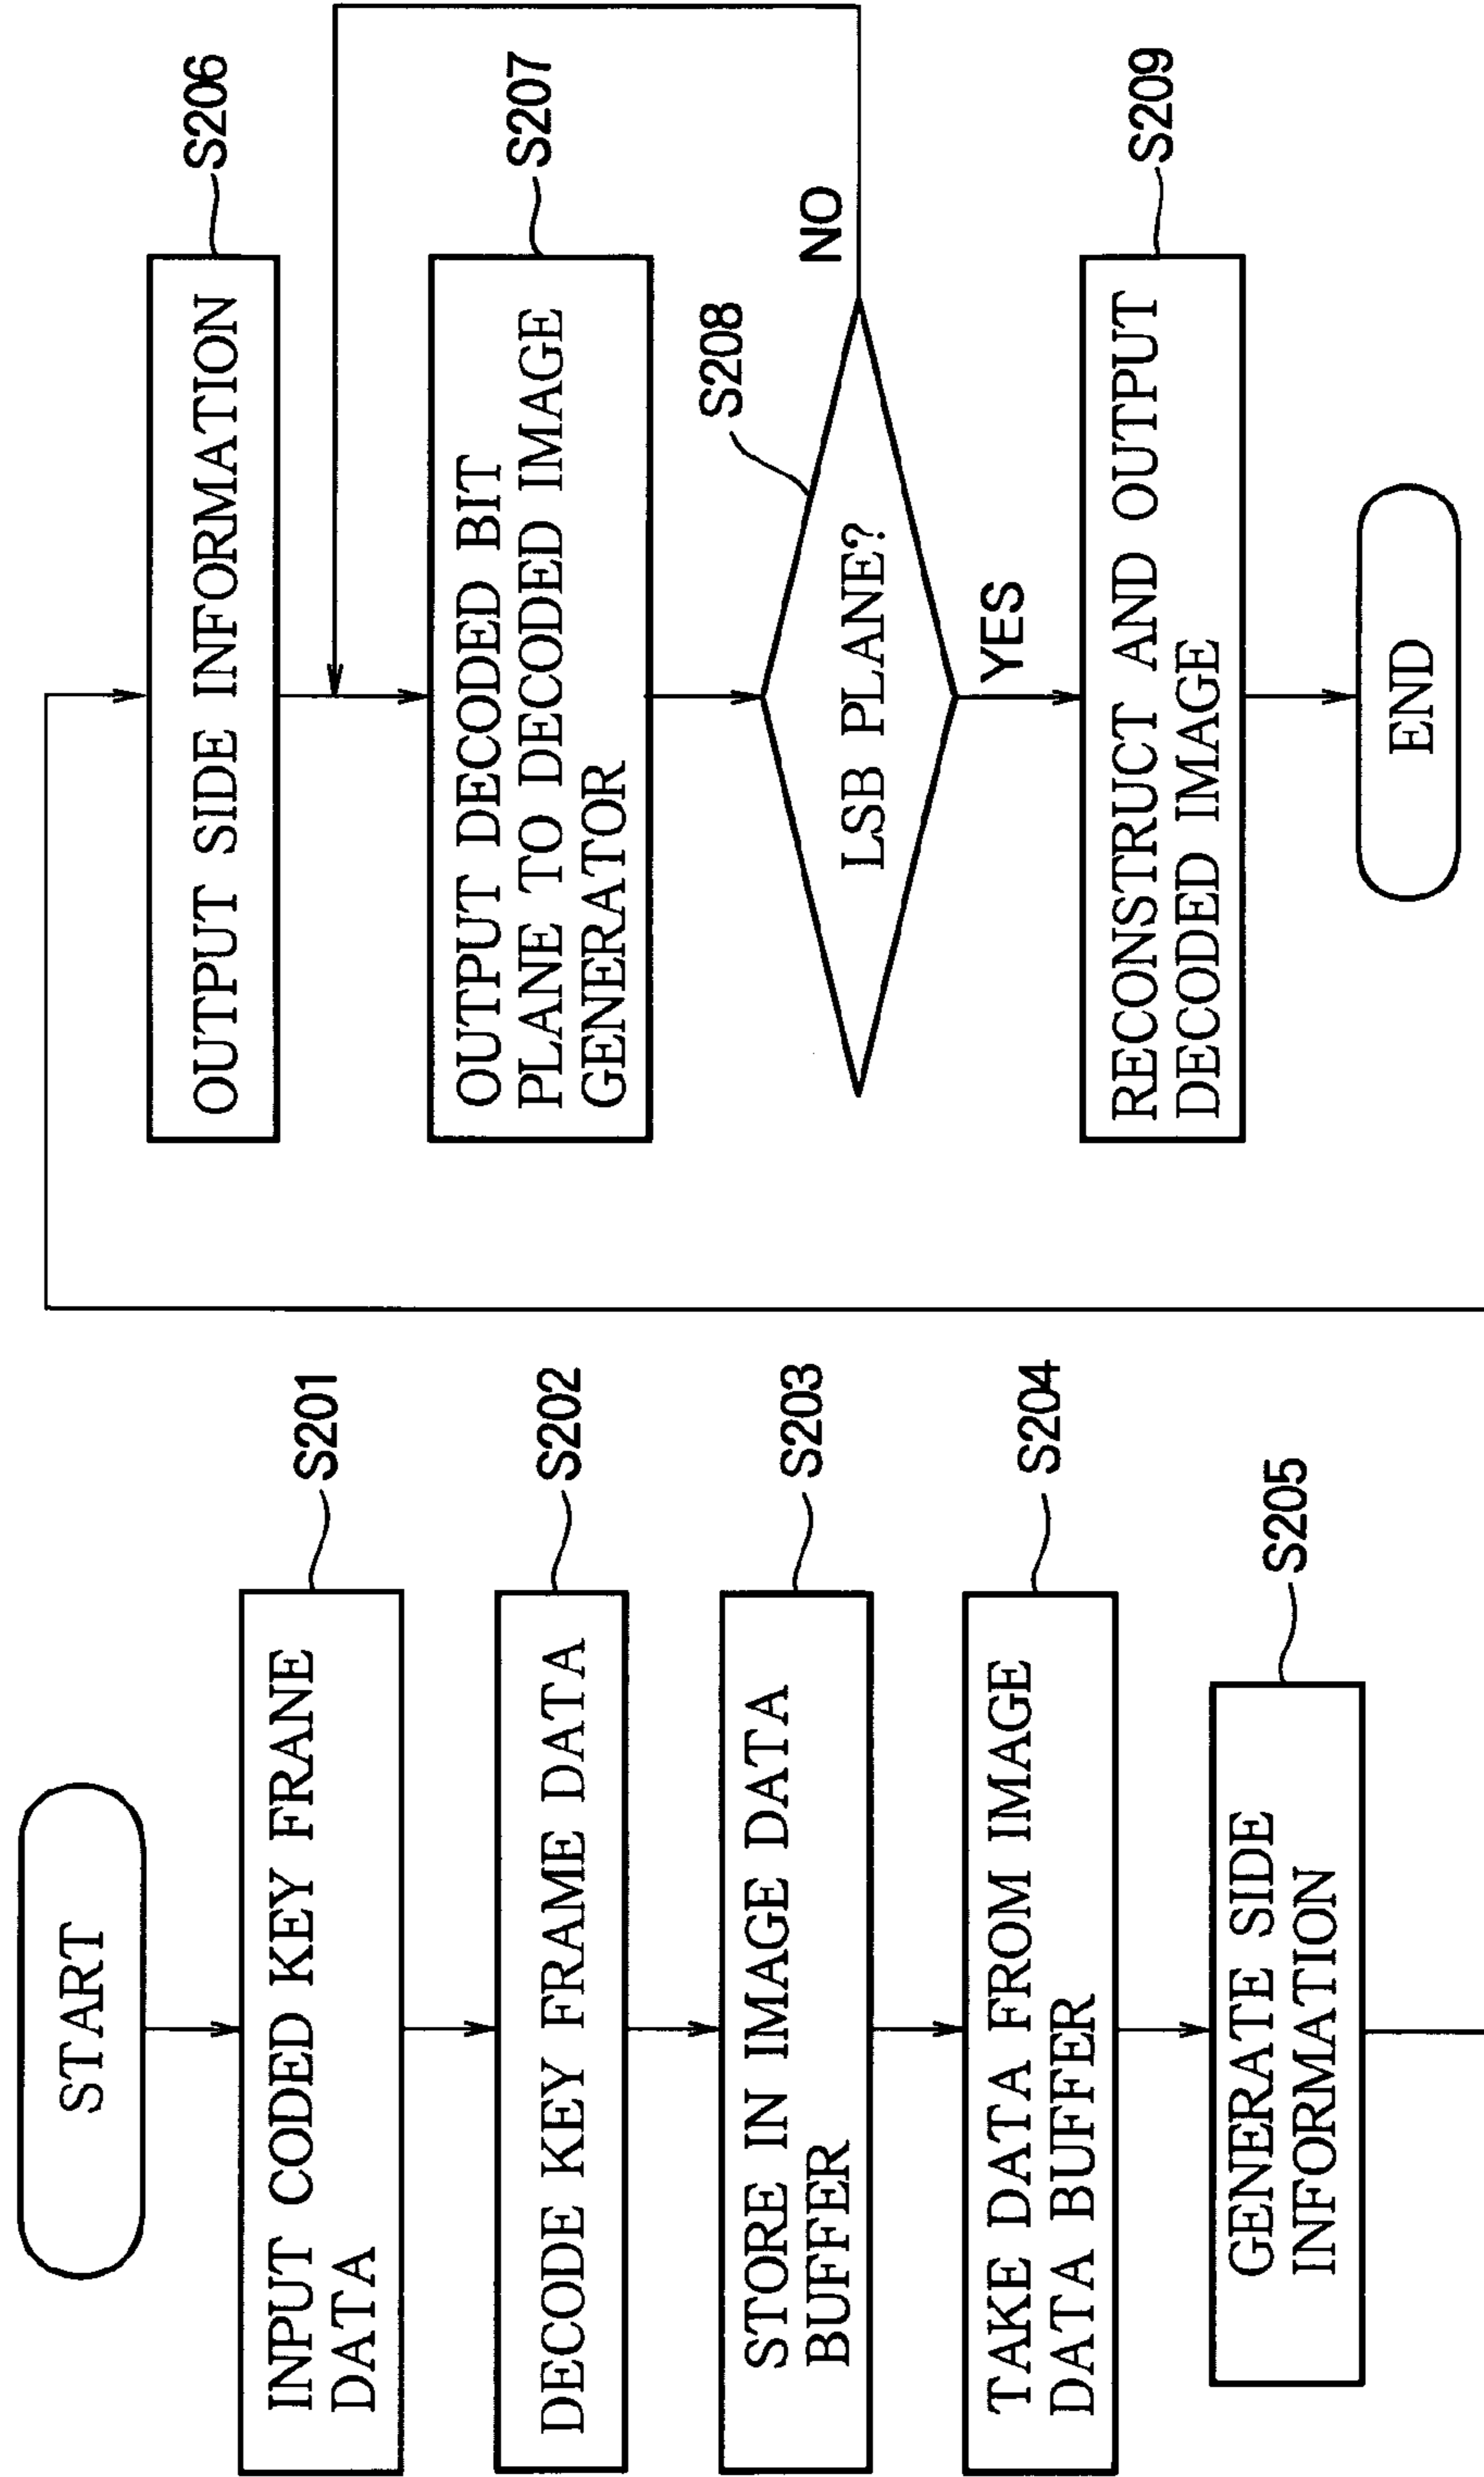 START
INPUT CODED KEY FRANE
DATA
S201
DECODE KEY FRAME DATA
S202
STORE IN IMAGE DATA
BUFFER
S203
TAKE DATA FROM IMAGE
DATA BUFFER
S204
GENERATE SIDE
INFORMATION
S205
OUTPUT SIDE INFORMATION
S206
OUTPUT DECODED BIT
PLANE TO DECODED IMAGE
GENERATOR
S207
LSB PLANE?
S208
NO
YES
RECONSTRUCT AND OUTPUT
DECODED IMAGE
S209
END